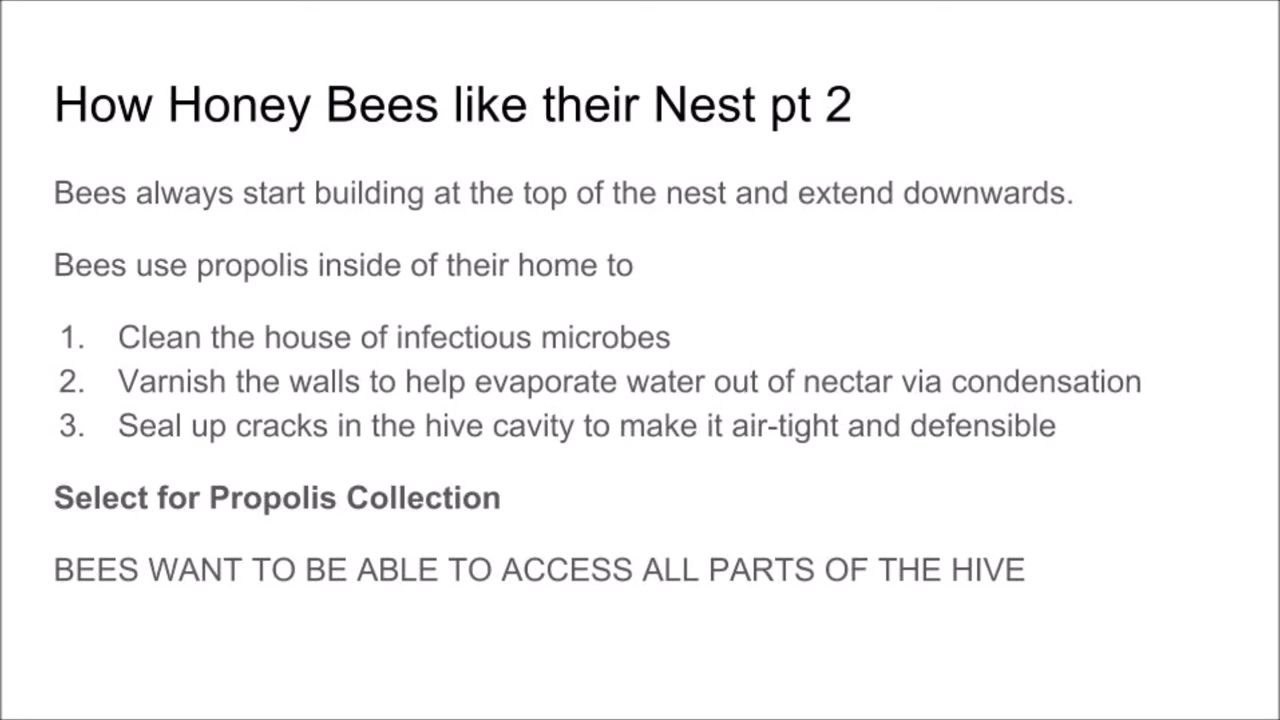 How Honey Bees like their Nest pt 2
Bees always start building at the top of the nest and extend downwards.
Bees use propolis inside of their home to
1. Clean the house of infectious microbes
2. Varnish the walls to help evaporate water out of nectar via condensation
3. Seal up cracks in the hive cavity to make it air-tight and defensible
Select for Propolis Collection
BEES WANT TO BE ABLE TO ACCESS ALL PARTS OF THE HIVE